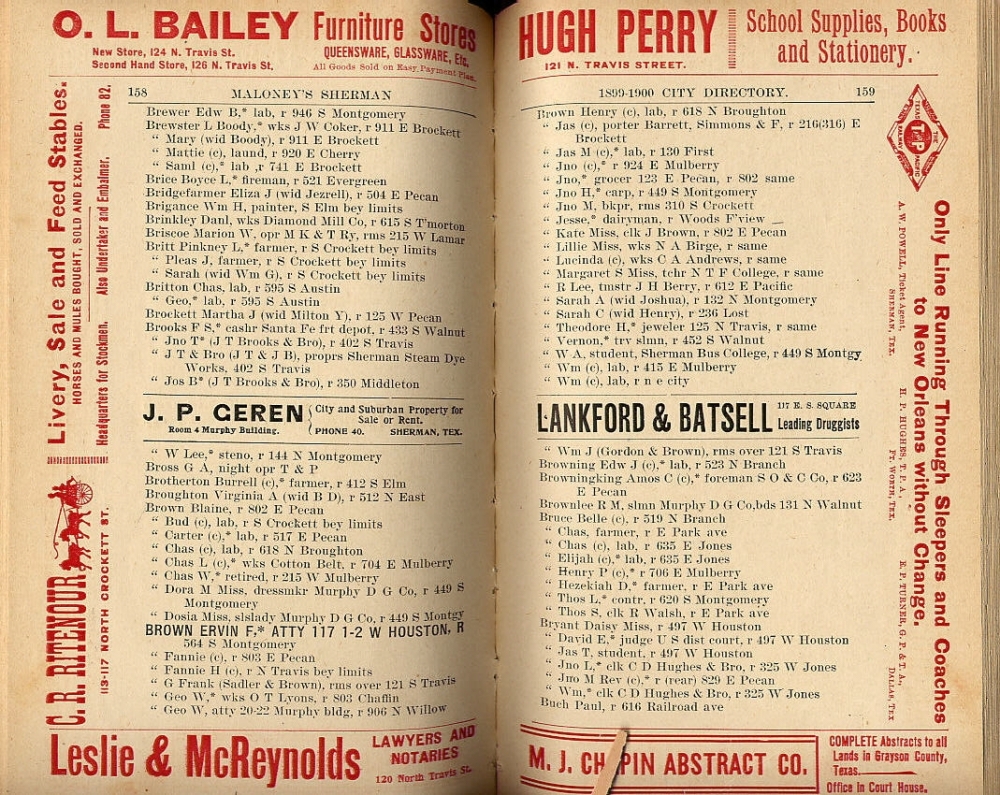 O. L. BAILEY Furniture Stores
New Store, 124 N. Travis St.
Second Hand Store, 126 N. Travis St.
QUEENSWARE, GLASSWARE, Etc.
All Goods Sold on Easy Payment Plan.
Livery, Sale and Feed Stables.
HORSES AND MULES BOUGHT, SOLD AND EXCHANGED.
Headquarters for Stockmen. Also Undertaker and Embalmer, Phone 82.
C. R. RITENOUR
113-117 NORTH CROCKETT ST.
158 MALONEY'S SHERMAN
Brewer Edw B,* lab, r 946 S Montgomery
Brewster L Boody,* wks J W Coker, r 911 E Brockett
" Mary (wid Boody), r 911 E Brockett
" Mattie (c), laund, r 920 E Cherry
" Saml (c),* lab ,r 741 E Brockett
Brice Boyce L,* fireman, r 521 Evergreen
Bridgefarmer Eliza J (wid Jezrell), r 504 E Pecan
Brigance Wm H, painter, S Elm bey limits
Brinkley Danl, wks Diamond Mill Co, r 615 S T'morton
Briscoe Marion W, opr M K & T Ry, rms 215 W Lamar
Britt Pinkney L,* farmer, r S Crockett bey limits
" Pleas J, farmer, r S Crockett bey limits
" Sarah (wid Wm G), r S Crockett bey limits
Britton Chas, lab, r 595 S Austin
" Geo,* lab, r 595 S Austin
Brockett Martha J (wid Milton Y), r 125 W Pecan
Brooks F S,* cashr Santa Fe frt depot, r 433 S Walnut
" Jno T* (J T Brooks & Bro), r 402 S Travis
" J T & Bro (J T & J B), proprs Sherman Steam Dye
Works, 402 S Travis
" Jos B* (J T Brooks & Bro), r 350 Middleton
J. P. GEREN
Room 4 Murphy Building.
City and Suburban Property for
Sale or Rent.
PHONE 40. SHERMAN, TEX.
" W Lee,* steno, r 144 N Montgomery
Bross G A, night opr T & P
Brotherton Burrell (c),* farmer, r 412 S Elm
Broughton Virginia A (wid B D), r 512 N East
Brown Blaine, r 802 E Pecan
" Bud (c), lab, r S Crockett bey limits
" Carter (c),* lab, r 517 E Pecan
" Chas (c), lab, r 618 N Broughton
" Chas L (c),* wks Cotton Belt, r 704 E Mulberry
" Chas W,* retired, r 215 W Mulberry
" Dora M Miss, dressmkr Murphy D G Co, r 449 S
Montgomery
" Dosia Miss, slslady Murphy D G Co, r 449 S Montgy
BROWN ERVIN F,* ATTY 117 1-2 W HOUSTON, R
564 S Montgomery
" Fannie (c), r 803 E Pecan
" Fannie H (c), r N Travis bey limits
" G Frank (Sadler & Brown), rms over 121 S Travis
" Geo W,* wks O T Lyons, r 803 Chaffin
" Geo W, atty 20-22 Murphy bldg, r 906 N Willow
Leslie & McReynolds
LAWYERS AND
NOTARIES
120 North Travis St.
HUGH PERRY
121 N. TRAVIS STREET.
School Supplies, Books
and Stationery.
1899-1900 CITY DIRECTORY. 159
Brown Henry (c), lab, r 618 N Broughton
" Jas (c), porter Barrett, Simmons & F, r 216(316) E
Brockett
" Jas M (c),* lab, r 130 First
" Jno (c),* r 924 E Mulberry
" Jno,* grocer 123 E Pecan, r 802 same
" Jno H,* carp, r 449 S Montgomery
" Jno M, bkpr, rms 310 S Crockett
" Jesse,* dairyman, r Woods F'view
" Kate Miss, clk J Brown, r 802 E Pecan
" Lillie Miss, wks N A Birge, r same
" Lucinda (c), wks C A Andrews, r same
" Margaret S Miss, tchr N T F College, r same
" R Lee, tmstr J H Berry, r 612 E Pacific
" Sarah A (wid Joshua), r 132 N Montgomery
" Sarah C (wid Henry), r 236 Lost
" Theodore H,* jeweler 125 N Travis, r same
" Vernon,* trv slmn, r 452 S Walnut
" W A, student, Sherman Bus College, r 449 S Montgy
" Wm (c), lab, r 415 E Mulberry
" Wm (c), lab, r n e city
LANKFORD & BATSELL
117 E. S. SQUARE
Leading Druggists
" Wm J (Gordon & Brown), rms over 121 S Travis
Browning Edw J (c),* lab, r 523 N Branch
Browningking Amos C (c),* foreman S O & C Co, r 623
E Pecan
Brownlee R M, slmn Murphy D G Co,bds 131 N Walnut
Bruce Belle (c), r 519 N Branch
" Chas, farmer, r E Park ave
" Chas (c), lab, r 635 E Jones
" Elijah (c),* lab, r 635 E Jones
" Henry P (c),* r 706 E Mulberry
" Hezekiah D,* farmer, r E Park ave
" Thos L,* contr, r 620 S Montgomery
" Thos S, clk R Walsh, r E Park ave
Bryant Daisy Miss, r 497 W Houston
" David E,* judge U S dist court, r 497 W Houston
" Jas T, student, r 497 W Houston
" Jno L,* clk C D Hughes & Bro, r 325 W Jones
" Jno M Rev (c),* r (rear) 829 E Pecan
" Wm,* clk C D Hughes & Bro, r 325 W Jones
Buch Paul, r 616 Railroad ave
M. J. CH PIN ABSTRACT CO.
COMPLETE Abstracts to all
Lands in Grayson County,
Texas.
Office in Court House.
THE TEXAS PACIFIC RAILWAY
T&P
Only Line Running Through Sleepers and Coaches
to New Orleans without Change.
A. W. POWELL, Ticket Agent,
SHERMAN, TEX.
H. P. HUGHES, T. P. A.,
FT. WORTH, TEX.
E. P. TURNER, G. P. & T. A.,
DALLAS, TEX